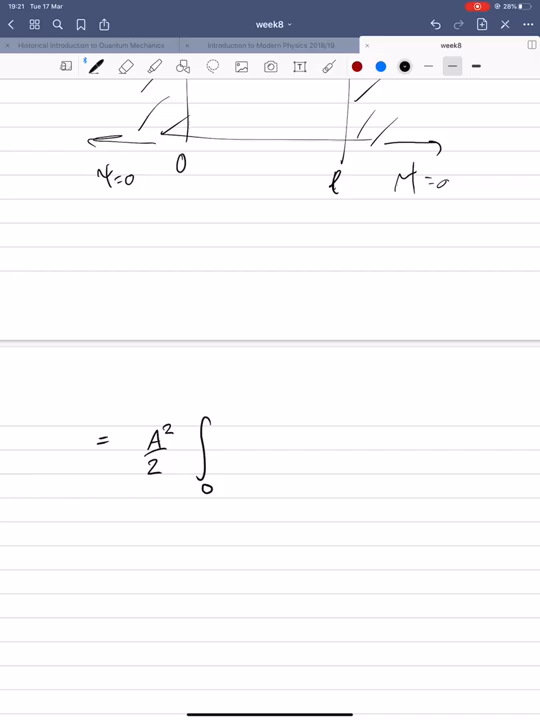 19:21 Tue 17 Mar
28%
week8
Historical Introduction to Quantum Mechanics
Introduction to Modern Physics 2018/19
week8
ψ=0
0
l
ψ=0
= A²/2 ∫₀